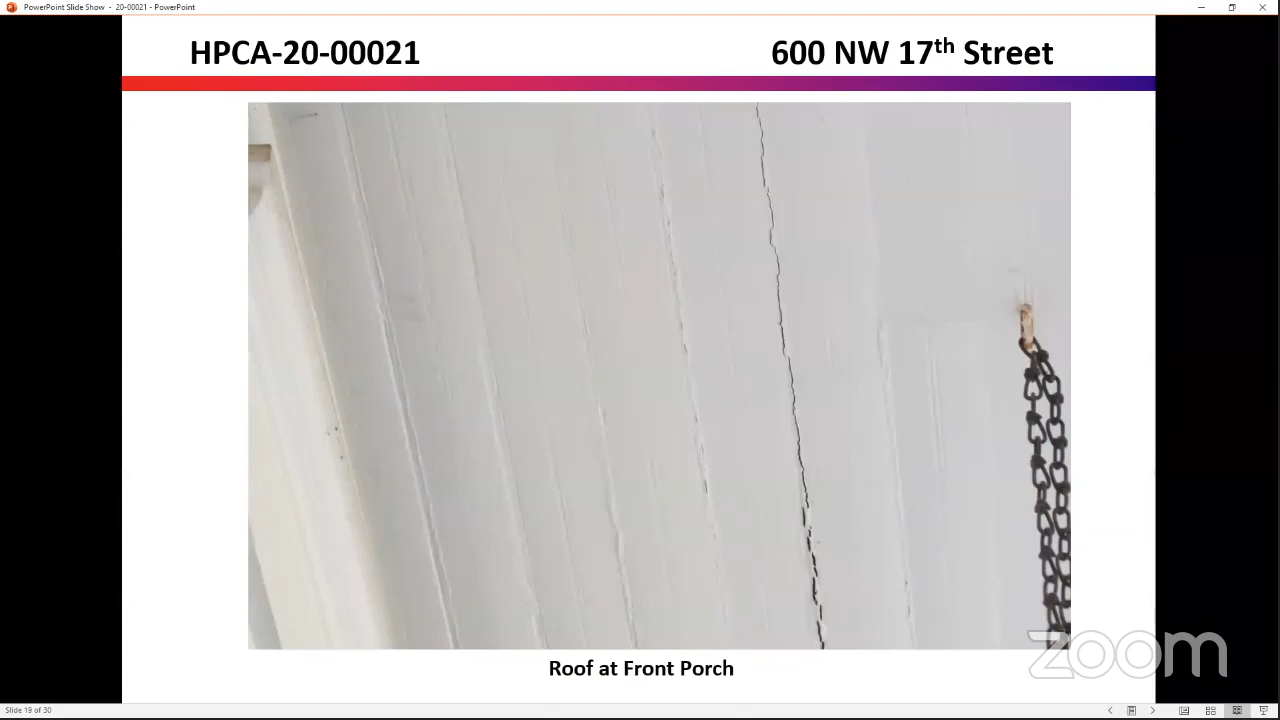 PowerPoint Slide Show - 20-00021 - PowerPoint
HPCA-20-00021
600 NW 17th Street
Roof at Front Porch
zoom
Slide 19 of 30